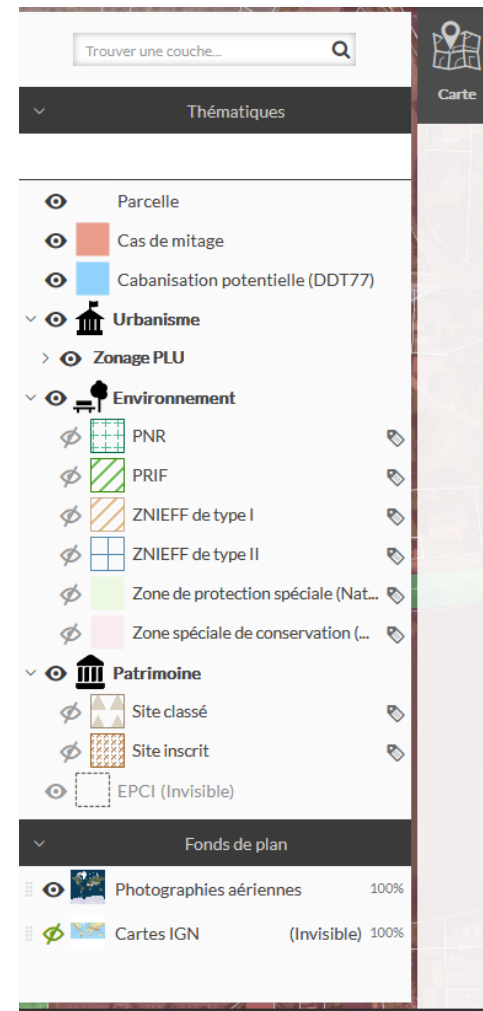 Trouver une couche...
Carte
Thématiques
Parcelle
Cas de mitage
Cabanisation potentielle (DDT77)
Urbanisme
Zonage PLU
Environnement
PNR
PRIF
ZNIEFF de type I
ZNIEFF de type II
Zone de protection spéciale (Nat...
Zone spéciale de conservation (...
Patrimoine
Site classé
Site inscrit
EPCI (Invisible)
Fonds de plan
Photographies aériennes 100%
Cartes IGN (Invisible) 100%